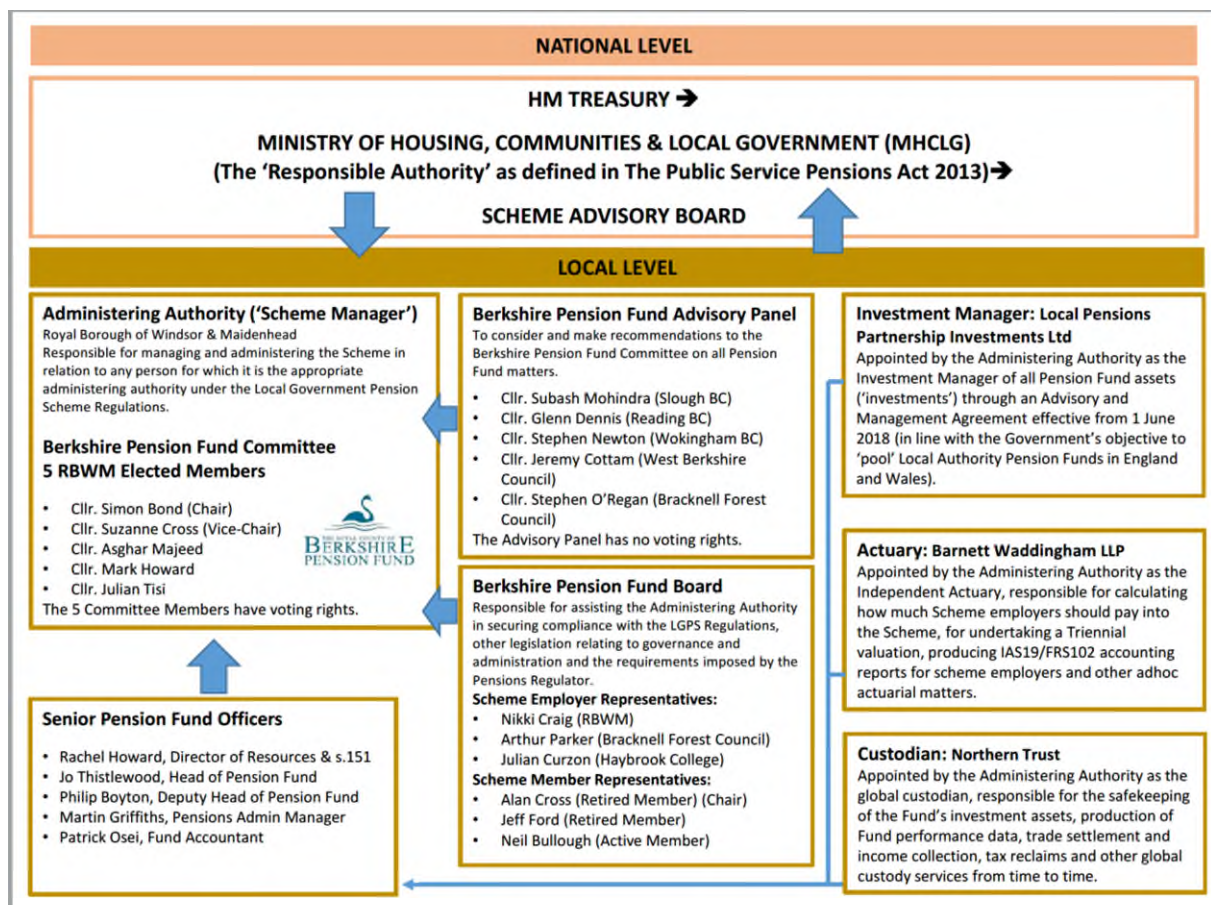 NATIONAL LEVEL
HM TREASURY ➔
MINISTRY OF HOUSING, COMMUNITIES & LOCAL GOVERNMENT (MHCLG)
(The ‘Responsible Authority’ as defined in The Public Service Pensions Act 2013)➔
SCHEME ADVISORY BOARD
LOCAL LEVEL
Administering Authority (‘Scheme Manager’)
Royal Borough of Windsor & Maidenhead
Responsible for managing and administering the Scheme in
relation to any person for which it is the appropriate
administering authority under the Local Government Pension
Scheme Regulations.
Berkshire Pension Fund Committee
5 RBWM Elected Members
• Cllr. Simon Bond (Chair)
• Cllr. Suzanne Cross (Vice-Chair)
• Cllr. Asghar Majeed
• Cllr. Mark Howard
• Cllr. Julian Tisi
The 5 Committee Members have voting rights.
THE ROYAL COUNTY OF
BERKSHIRE
PENSION FUND
Senior Pension Fund Officers
• Rachel Howard, Director of Resources & s.151
• Jo Thistlewood, Head of Pension Fund
• Philip Boyton, Deputy Head of Pension Fund
• Martin Griffiths, Pensions Admin Manager
• Patrick Osei, Fund Accountant
Berkshire Pension Fund Advisory Panel
To consider and make recommendations to the
Berkshire Pension Fund Committee on all Pension
Fund matters.
• Cllr. Subash Mohindra (Slough BC)
• Cllr. Glenn Dennis (Reading BC)
• Cllr. Stephen Newton (Wokingham BC)
• Cllr. Jeremy Cottam (West Berkshire
Council)
• Cllr. Stephen O’Regan (Bracknell Forest
Council)
The Advisory Panel has no voting rights.
Berkshire Pension Fund Board
Responsible for assisting the Administering Authority
in securing compliance with the LGPS Regulations,
other legislation relating to governance and
administration and the requirements imposed by the
Pensions Regulator.
Scheme Employer Representatives:
• Nikki Craig (RBWM)
• Arthur Parker (Bracknell Forest Council)
• Julian Curzon (Haybrook College)
Scheme Member Representatives:
• Alan Cross (Retired Member) (Chair)
• Jeff Ford (Retired Member)
• Neil Bullough (Active Member)
Investment Manager: Local Pensions
Partnership Investments Ltd
Appointed by the Administering Authority as the
Investment Manager of all Pension Fund assets
(‘investments’) through an Advisory and
Management Agreement effective from 1 June
2018 (in line with the Government’s objective to
‘pool’ Local Authority Pension Funds in England
and Wales).
Actuary: Barnett Waddingham LLP
Appointed by the Administering Authority as the
Independent Actuary, responsible for calculating
how much Scheme employers should pay into
the Scheme, for undertaking a Triennial
valuation, producing IAS19/FRS102 accounting
reports for scheme employers and other adhoc
actuarial matters.
Custodian: Northern Trust
Appointed by the Administering Authority as the
global custodian, responsible for the safekeeping
of the Fund’s investment assets, production of
Fund performance data, trade settlement and
income collection, tax reclaims and other global
custody services from time to time.